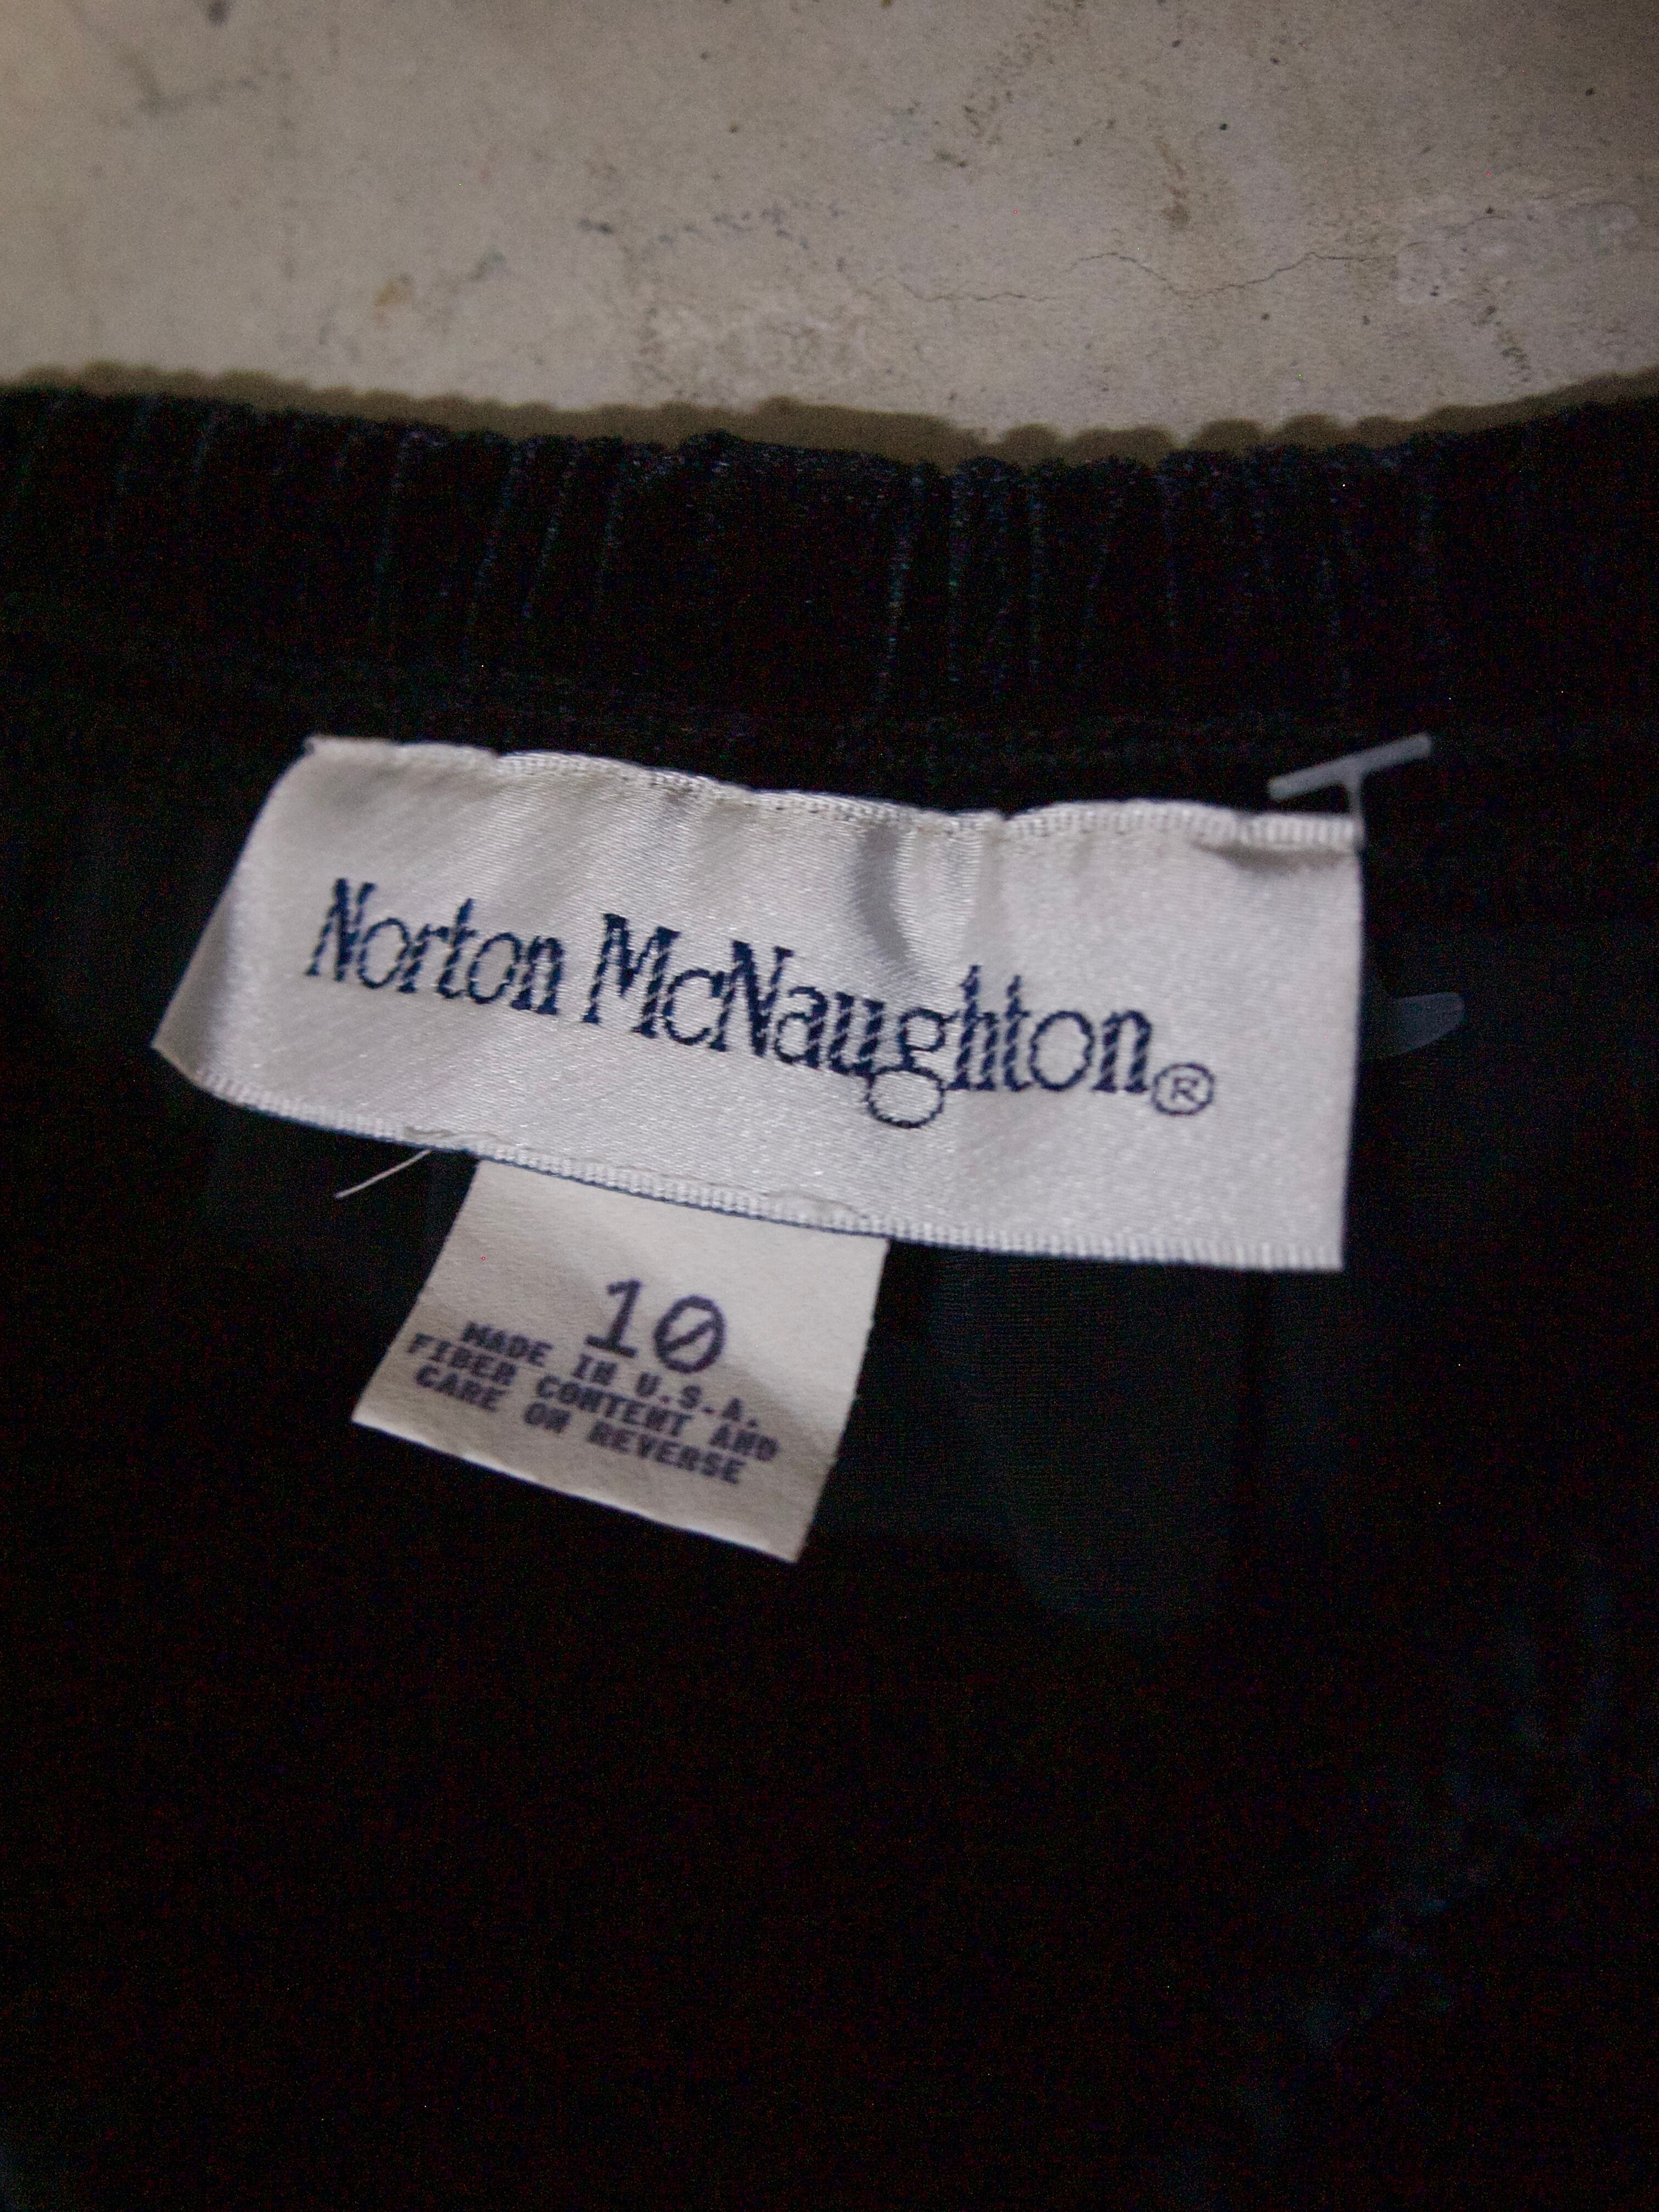 Norton McNaughton®
10
MADE IN U.S.A.
FIBER CONTENT AND
CARE ON REVERSE